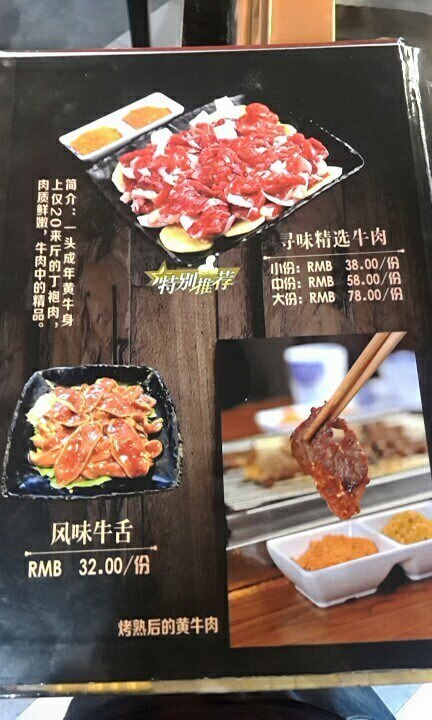 简介：一头成年黄牛身
上仅20来斤的丁袍肉，
肉质鲜嫩，牛肉中的精品。
特别推荐
寻味精选牛肉
小份：RMB 38.00/份
中份：RMB 58.00/份
大份：RMB 78.00/份
风味牛舌
RMB 32.00/份
烤熟后的黄牛肉